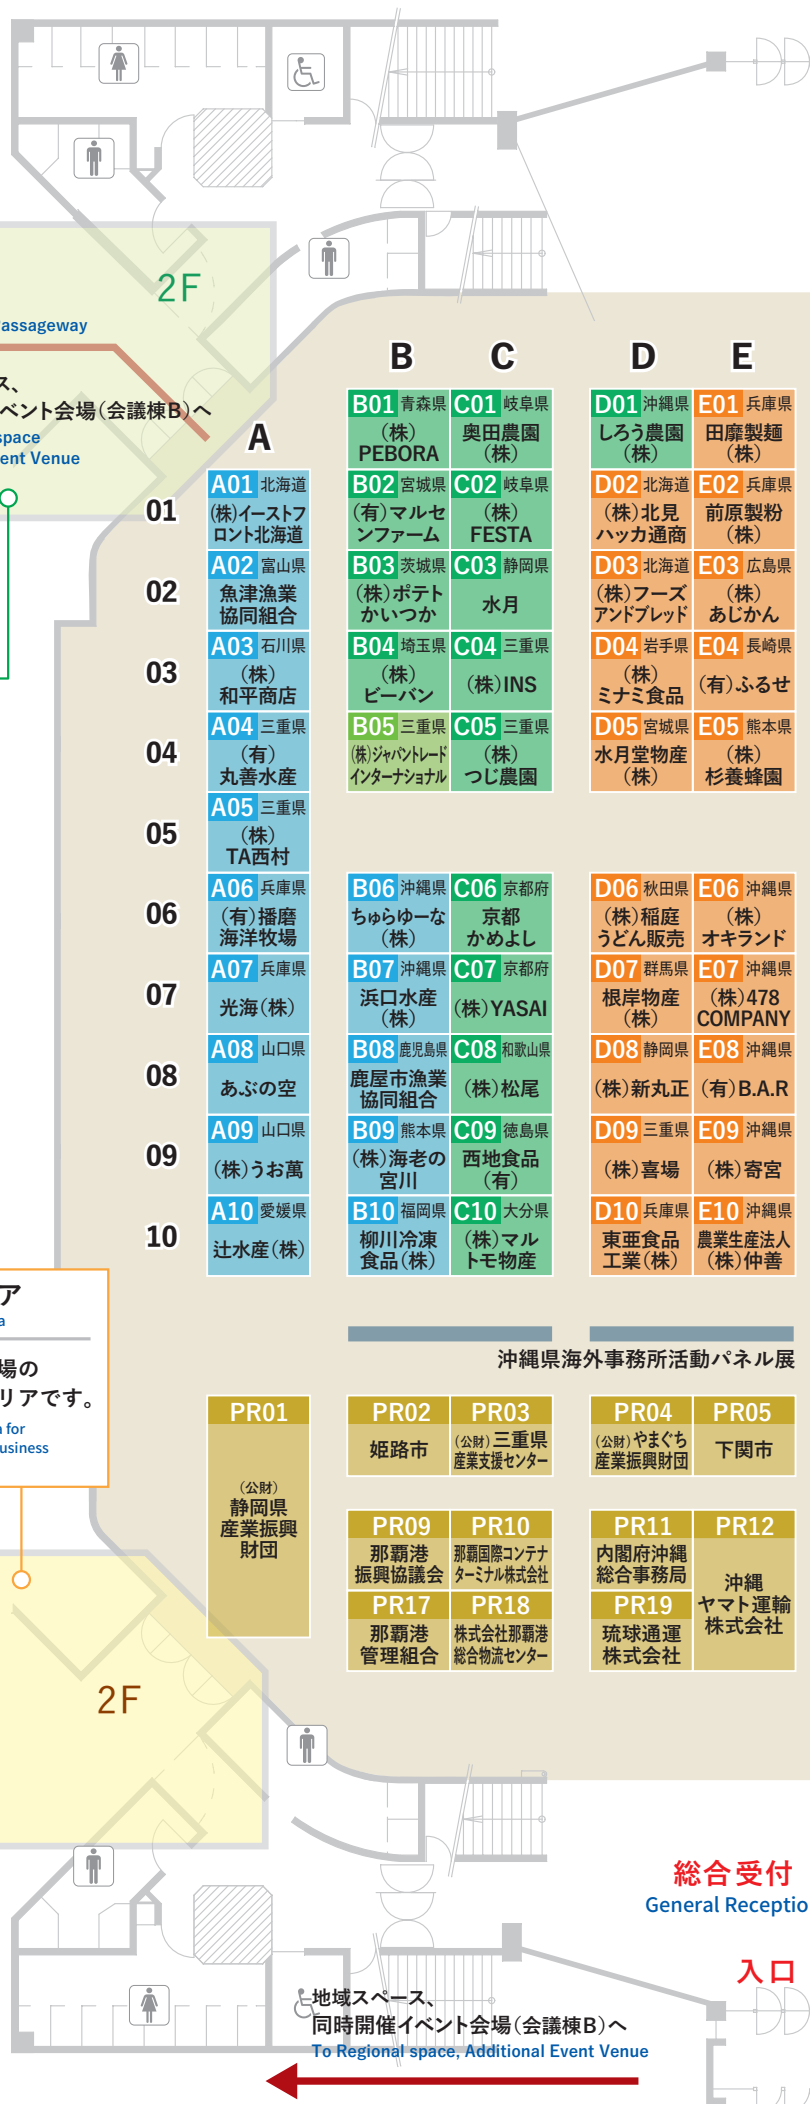 2F
assageway
ス、
ベント会場(会議棟B)へ
space
ent Venue
A
B
C
D
E
01
02
03
04
05
06
07
08
09
10
A01 北海道
(株)イーストフ
ロント北海道
A02 富山県
魚津漁業
協同組合
A03 石川県
(株)
和平商店
A04 三重県
(有)
丸善水産
A05 三重県
(株)
TA西村
A06 兵庫県
(有)播磨
海洋牧場
A07 兵庫県
光海(株)
A08 山口県
あぶの空
A09 山口県
(株)うお萬
A10 愛媛県
辻水産(株)
B01 青森県
(株)
PEBORA
B02 宮城県
(有)マルセ
ンファーム
B03 茨城県
(株)ポテト
かいつか
B04 埼玉県
(株)
ビーバン
B05 三重県
(株)ジャパントレード
インターナショナル
B06 沖縄県
ちゅらゆーな
(株)
B07 沖縄県
浜口水産
(株)
B08 鹿児島県
鹿屋市漁業
協同組合
B09 熊本県
(株)海老の
宮川
B10 福岡県
柳川冷凍
食品(株)
C01 岐阜県
奥田農園
(株)
C02 岐阜県
(株)
FESTA
C03 静岡県
水月
C04 三重県
(株)INS
C05 三重県
(株)
つじ農園
C06 京都府
京都
かめよし
C07 京都府
(株)YASAI
C08 和歌山県
(株)松尾
C09 徳島県
西地食品
(有)
C10 大分県
(株)マル
トモ物産
D01 沖縄県
しろう農園
(株)
D02 北海道
(株)北見
ハッカ通商
D03 北海道
(株)フーズ
アンドブレッド
D04 岩手県
(株)
ミナミ食品
D05 宮城県
水月堂物産
(株)
D06 秋田県
(株)稲庭
うどん販売
D07 群馬県
根岸物産
(株)
D08 静岡県
(株)新丸正
D09 三重県
(株)喜場
D10 兵庫県
東亜食品
工業(株)
E01 兵庫県
田靡製麺
(株)
E02 兵庫県
前原製粉
(株)
E03 広島県
(株)
あじかん
E04 長崎県
(有)ふるせ
E05 熊本県
(株)
杉養蜂園
E06 沖縄県
(株)
オキランド
E07 沖縄県
(株)478
COMPANY
E08 沖縄県
(有)B.A.R
E09 沖縄県
(株)寄宮
E10 沖縄県
農業生産法人
(株)仲善
沖縄県海外事務所活動パネル展
ア
a
場の
リアです。
n for
usiness
PR01
(公財)
静岡県
産業振興
財団
PR02
姫路市
PR03
(公財)三重県
産業支援センター
PR04
(公財)やまぐち
産業振興財団
PR05
下関市
PR09
那覇港
振興協議会
PR10
那覇国際コンテナ
ターミナル株式会社
PR11
内閣府沖縄
総合事務局
PR12
沖縄
ヤマト運輸
株式会社
PR17
那覇港
管理組合
PR18
株式会社那覇港
総合物流センター
PR19
琉球通運
株式会社
2F
総合受付
General Receptio
入口
地域スペース、
同時開催イベント会場(会議棟B)へ
To Regional space, Additional Event Venue